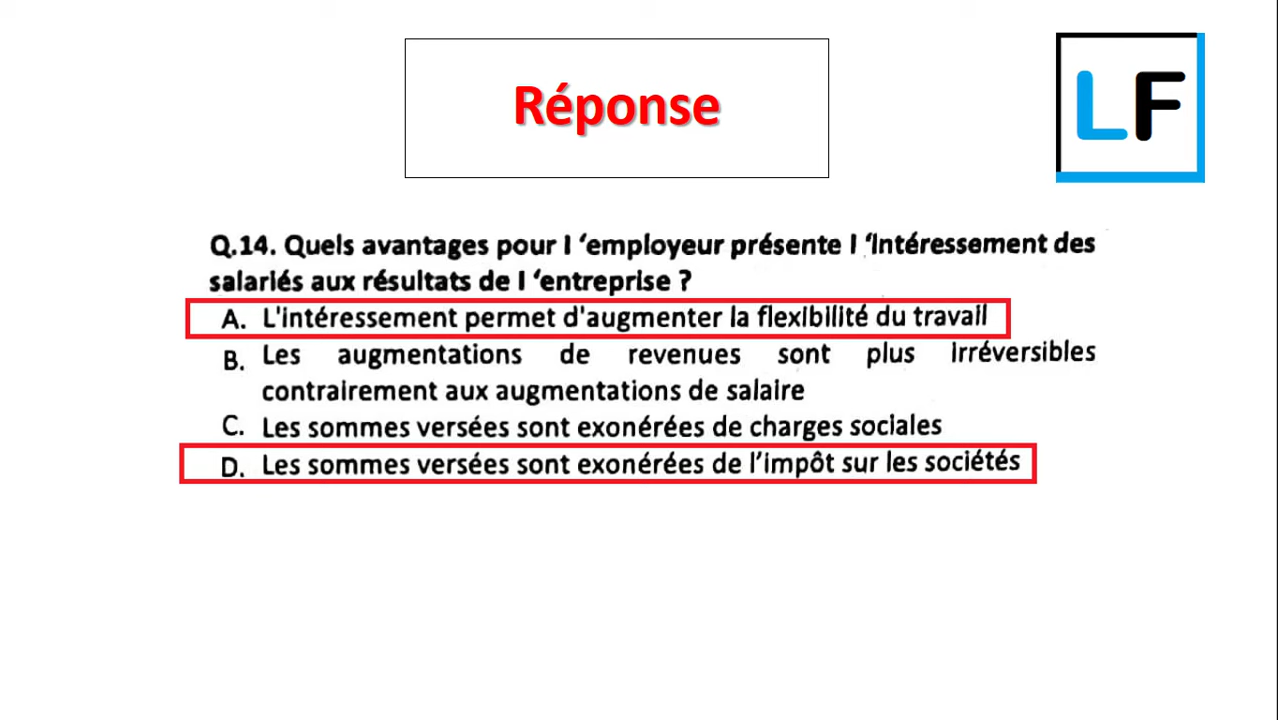 Réponse
LF
Q.14. Quels avantages pour l ‘employeur présente l ‘Intéressement des
salariés aux résultats de l ‘entreprise ?
A. L'intéressement permet d'augmenter la flexibilité du travail
B. Les augmentations de revenues sont plus irréversibles
contrairement aux augmentations de salaire
C. Les sommes versées sont exonérées de charges sociales
D. Les sommes versées sont exonérées de l’impôt sur les sociétés